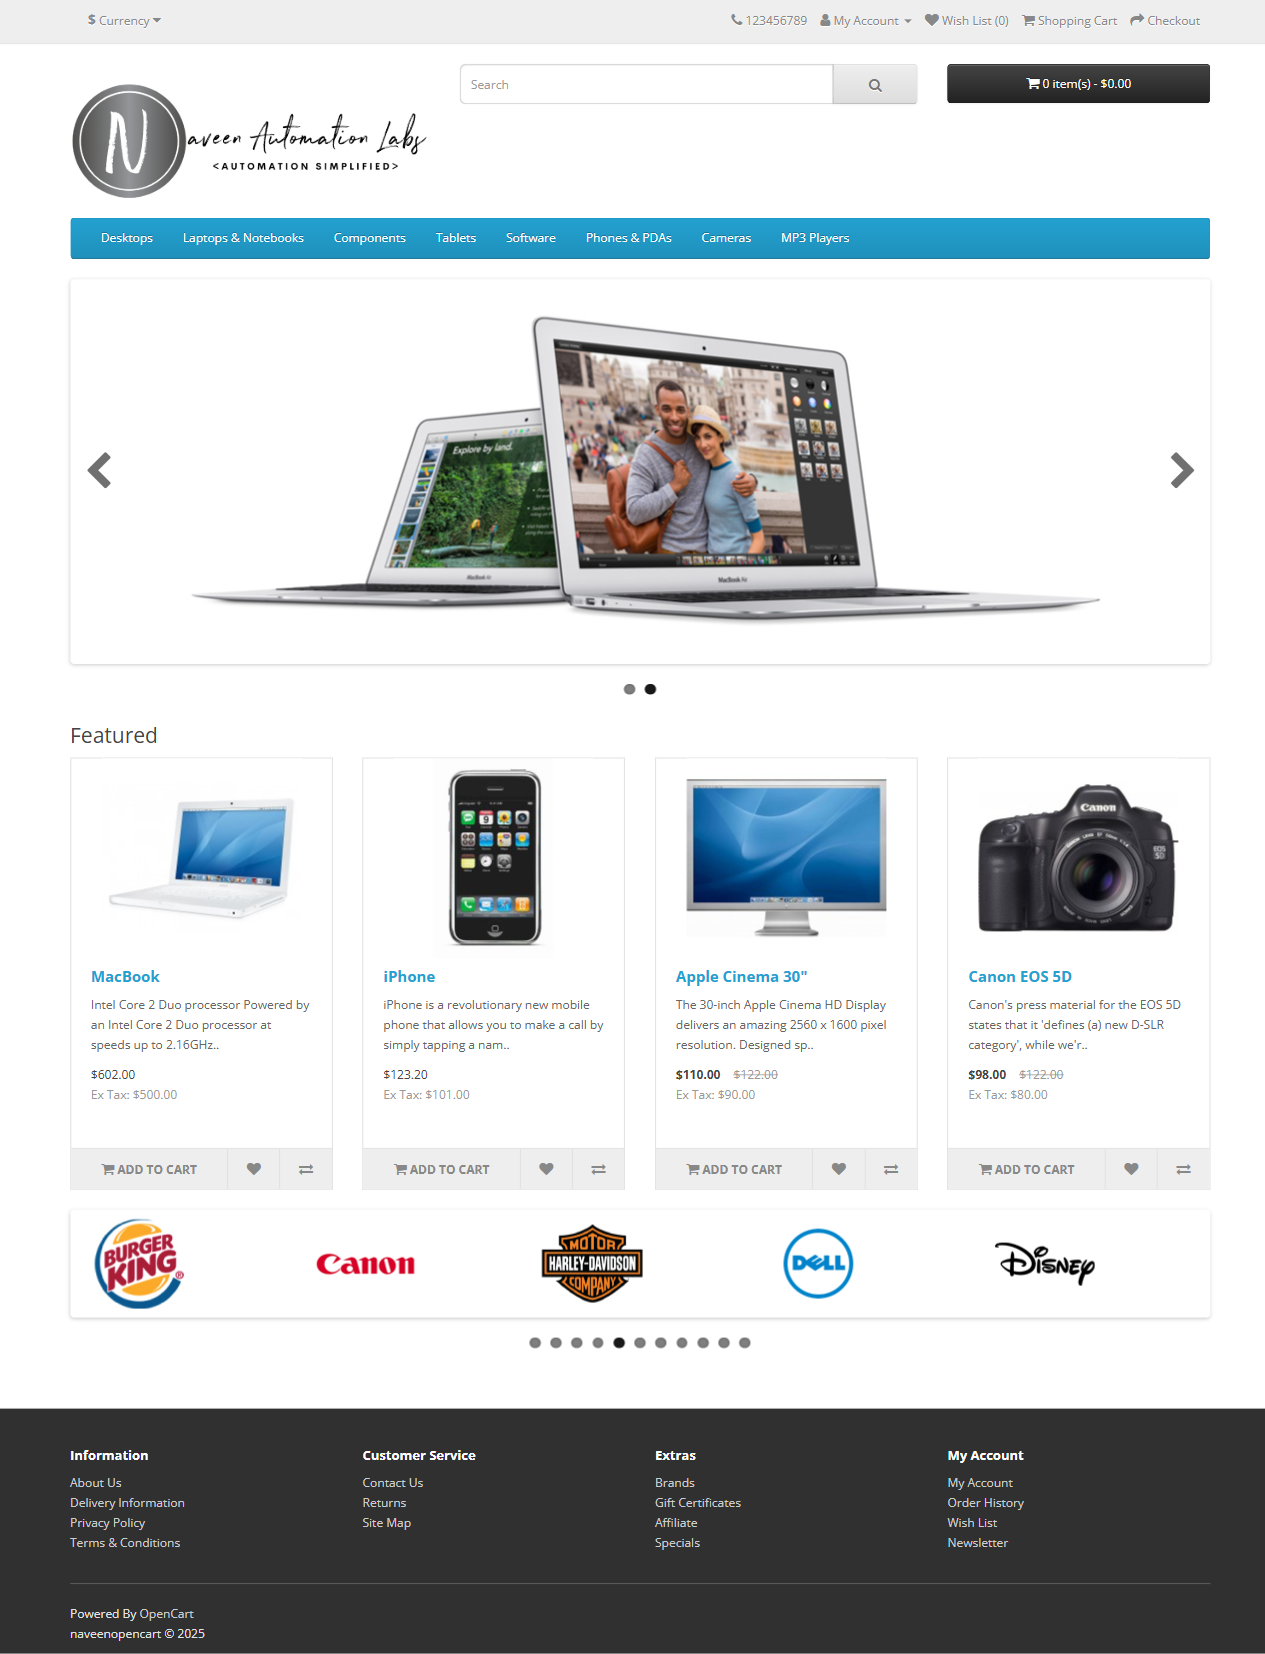 $ Currency
123456789 My Account Wish List (0) Shopping Cart Checkout
Search
0 item(s) - $0.00
N
aveen Automation Labs
<AUTOMATION SIMPLIFIED>
Desktops Laptops & Notebooks Components Tablets Software Phones & PDAs Cameras MP3 Players
Explore by land.
MacBook Air
MacBook Air
Featured
Canon
EOS
5D
MacBook
Intel Core 2 Duo processor Powered by
an Intel Core 2 Duo processor at
speeds up to 2.16GHz..
$602.00
Ex Tax: $500.00
ADD TO CART
iPhone
iPhone is a revolutionary new mobile
phone that allows you to make a call by
simply tapping a nam..
$123.20
Ex Tax: $101.00
ADD TO CART
Apple Cinema 30"
The 30-inch Apple Cinema HD Display
delivers an amazing 2560 x 1600 pixel
resolution. Designed sp..
$110.00 $122.00
Ex Tax: $90.00
ADD TO CART
Canon EOS 5D
Canon's press material for the EOS 5D
states that it 'defines (a) new D-SLR
category', while we'r..
$98.00 $122.00
Ex Tax: $80.00
ADD TO CART
BURGER
KING
®
Canon
MOTOR
HARLEY-DAVIDSON
COMPANY
DELL
Disney
Information
About Us
Delivery Information
Privacy Policy
Terms & Conditions
Customer Service
Contact Us
Returns
Site Map
Extras
Brands
Gift Certificates
Affiliate
Specials
My Account
My Account
Order History
Wish List
Newsletter
Powered By OpenCart
naveenopencart © 2025